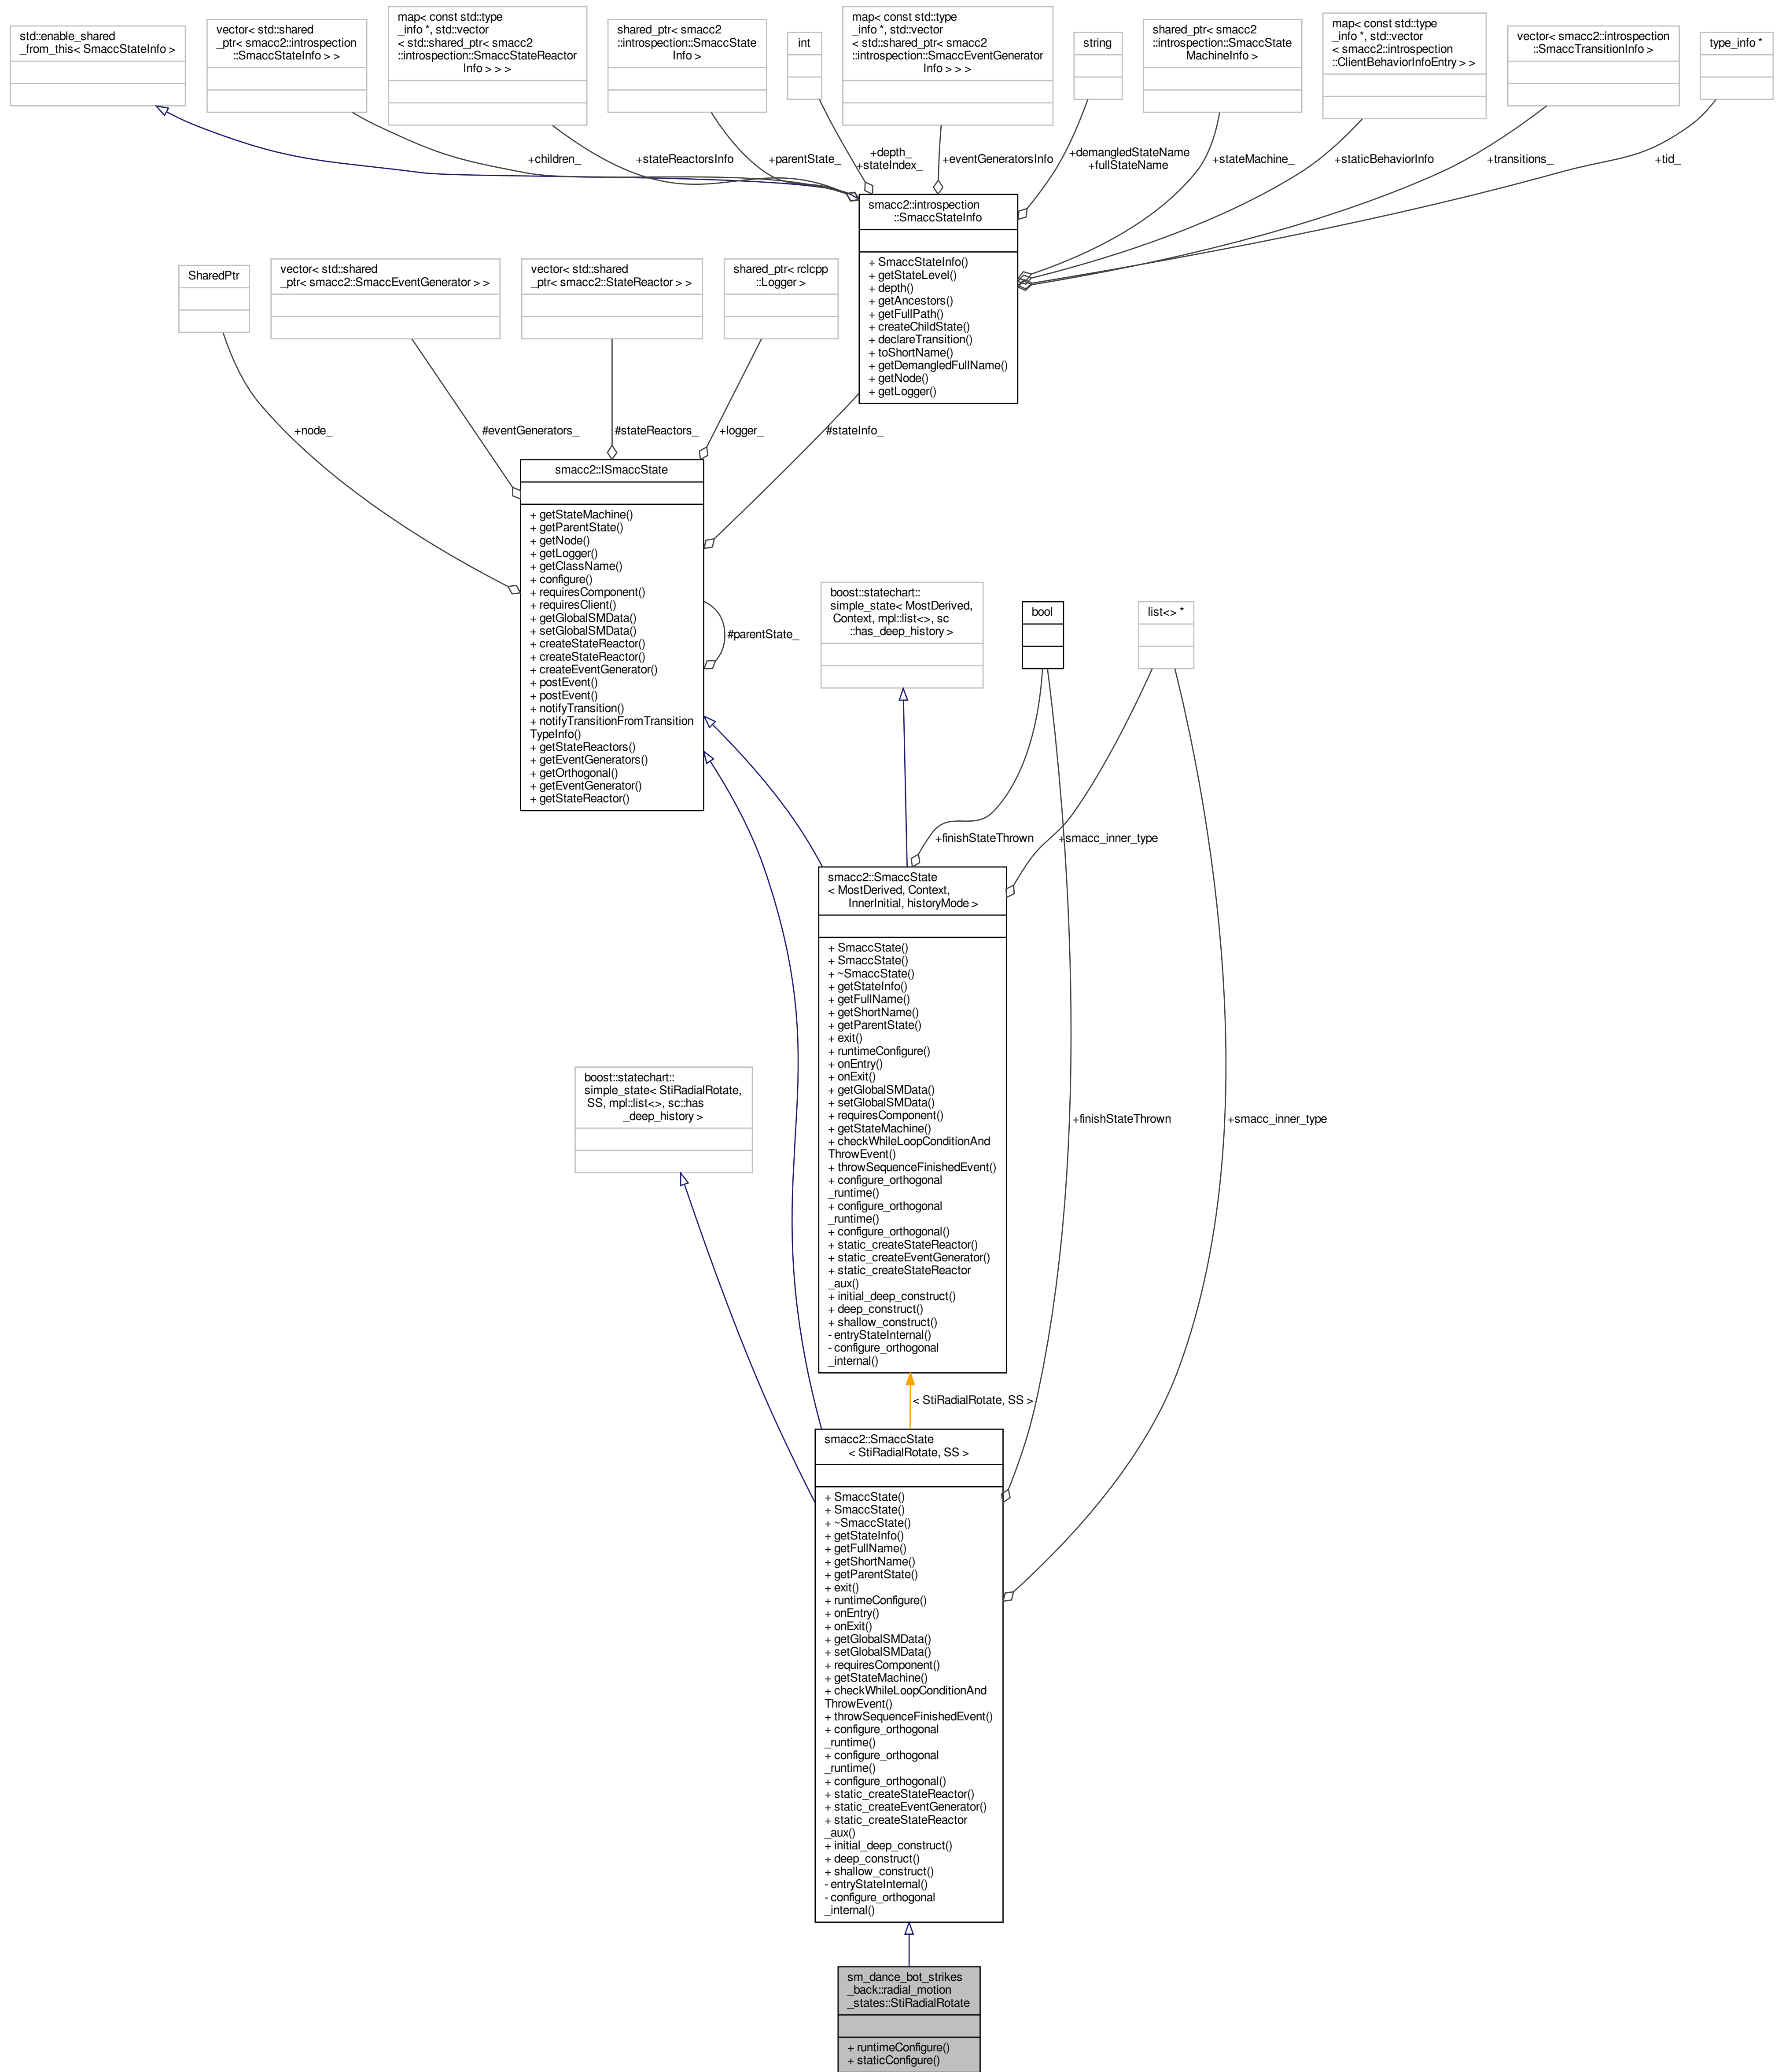 std::enable_shared
_from_this< SmaccStateInfo >
vector< std::shared
_ptr< smacc2::introspection
::SmaccStateInfo > >
map< const std::type
_info *, std::vector
< std::shared_ptr< smacc2
::introspection::SmaccStateReactor
Info > > >
shared_ptr< smacc2
::introspection::SmaccState
Info >
int
map< const std::type
_info *, std::vector
< std::shared_ptr< smacc2
::introspection::SmaccEventGenerator
Info > > >
string
shared_ptr< smacc2
::introspection::SmaccState
MachineInfo >
map< const std::type
_info *, std::vector
< smacc2::introspection
::ClientBehaviorInfoEntry > >
vector< smacc2::introspection
::SmaccTransitionInfo >
type_info *
+children_
+stateReactorsInfo
+parentState_
+depth_
+stateIndex_
+eventGeneratorsInfo
+demangledStateName
+fullStateName
+stateMachine_
+staticBehaviorInfo
+transitions_
+tid_
smacc2::introspection
::SmaccStateInfo
+ SmaccStateInfo()
+ getStateLevel()
+ depth()
+ getAncestors()
+ getFullPath()
+ createChildState()
+ declareTransition()
+ toShortName()
+ getDemangledFullName()
+ getNode()
+ getLogger()
SharedPtr
vector< std::shared
_ptr< smacc2::SmaccEventGenerator > >
vector< std::shared
_ptr< smacc2::StateReactor > >
shared_ptr< rclcpp
::Logger >
+node_
#eventGenerators_
#stateReactors_
+logger_
#stateInfo_
smacc2::ISmaccState
+ getStateMachine()
+ getParentState()
+ getNode()
+ getLogger()
+ getClassName()
+ configure()
+ requiresComponent()
+ requiresClient()
+ getGlobalSMData()
+ setGlobalSMData()
+ createStateReactor()
+ createStateReactor()
+ createEventGenerator()
+ postEvent()
+ postEvent()
+ notifyTransition()
+ notifyTransitionFromTransition
TypeInfo()
+ getStateReactors()
+ getEventGenerators()
+ getOrthogonal()
+ getEventGenerator()
+ getStateReactor()
#parentState_
boost::statechart::
simple_state< MostDerived,
Context, mpl::list<>, sc
::has_deep_history >
bool
list<> *
+finishStateThrown
+smacc_inner_type
smacc2::SmaccState
< MostDerived, Context,
InnerInitial, historyMode >
+ SmaccState()
+ SmaccState()
+ ~SmaccState()
+ getStateInfo()
+ getFullName()
+ getShortName()
+ getParentState()
+ exit()
+ runtimeConfigure()
+ onEntry()
+ onExit()
+ getGlobalSMData()
+ setGlobalSMData()
+ requiresComponent()
+ getStateMachine()
+ checkWhileLoopConditionAnd
ThrowEvent()
+ throwSequenceFinishedEvent()
+ configure_orthogonal
_runtime()
+ configure_orthogonal
_runtime()
+ configure_orthogonal()
+ static_createStateReactor()
+ static_createEventGenerator()
+ static_createStateReactor
_aux()
+ initial_deep_construct()
+ deep_construct()
+ shallow_construct()
- entryStateInternal()
- configure_orthogonal
_internal()
boost::statechart::
simple_state< StiRadialRotate,
SS, mpl::list<>, sc::has
_deep_history >
+finishStateThrown
+smacc_inner_type
< StiRadialRotate, SS >
smacc2::SmaccState
< StiRadialRotate, SS >
+ SmaccState()
+ SmaccState()
+ ~SmaccState()
+ getStateInfo()
+ getFullName()
+ getShortName()
+ getParentState()
+ exit()
+ runtimeConfigure()
+ onEntry()
+ onExit()
+ getGlobalSMData()
+ setGlobalSMData()
+ requiresComponent()
+ getStateMachine()
+ checkWhileLoopConditionAnd
ThrowEvent()
+ throwSequenceFinishedEvent()
+ configure_orthogonal
_runtime()
+ configure_orthogonal
_runtime()
+ configure_orthogonal()
+ static_createStateReactor()
+ static_createEventGenerator()
+ static_createStateReactor
_aux()
+ initial_deep_construct()
+ deep_construct()
+ shallow_construct()
- entryStateInternal()
- configure_orthogonal
_internal()
sm_dance_bot_strikes
_back::radial_motion
_states::StiRadialRotate
+ runtimeConfigure()
+ staticConfigure()